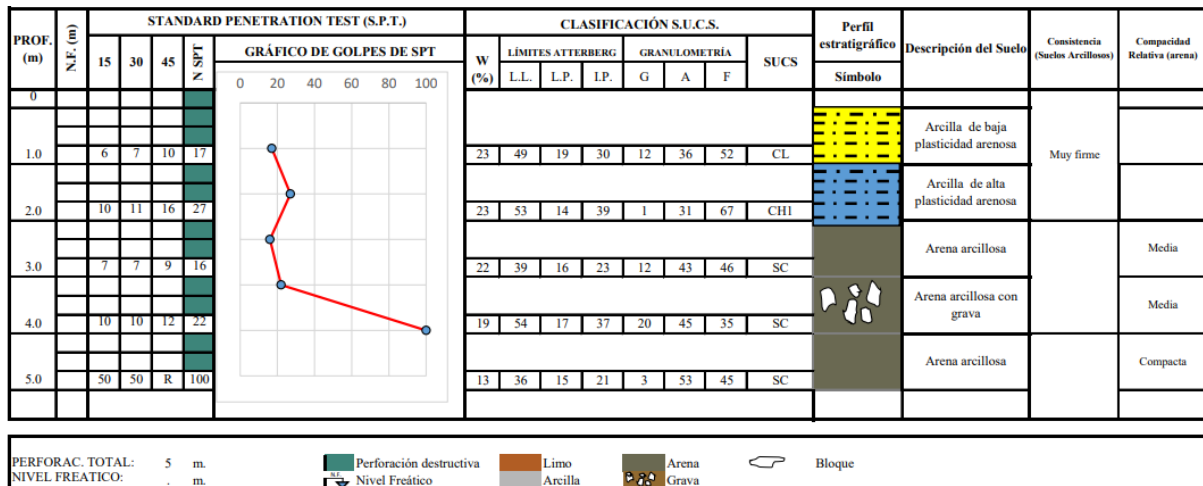 STANDARD PENETRATION TEST (S.P.T.)
CLASIFICACIÓN S.U.C.S.
PROF. (m)
N.F. (m)
15 30 45 N SPT
GRÁFICO DE GOLPES DE SPT
W (%)
LÍMITES ATTERBERG
GRANULOMETRÍA
SUCS
L.L. L.P. I.P. G A F
Perfil estratigráfico
Símbolo
Descripción del Suelo
Consistencia (Suelos Arcillosos)
Compacidad Relativa (arena)
0 20 40 60 80 100
0
Arcilla de baja
plasticidad arenosa
1.0 6 7 10 17 23 49 19 30 12 36 52 CL
Muy firme
Arcilla de alta
plasticidad arenosa
2.0 10 11 16 27 23 53 14 39 1 31 67 CH1
Arena arcillosa Media
3.0 7 7 9 16 22 39 16 23 12 43 46 SC
Arena arcillosa con
grava
Media
4.0 10 10 12 22 19 54 17 37 20 45 35 SC
Arena arcillosa Compacta
5.0 50 50 R 100 13 36 15 21 3 53 45 SC
PERFORAC. TOTAL: 5 m. Perforación destructiva Limo Arena Bloque
NIVEL FREATICO: . m. N.F. Nivel Freático Arcilla Grava